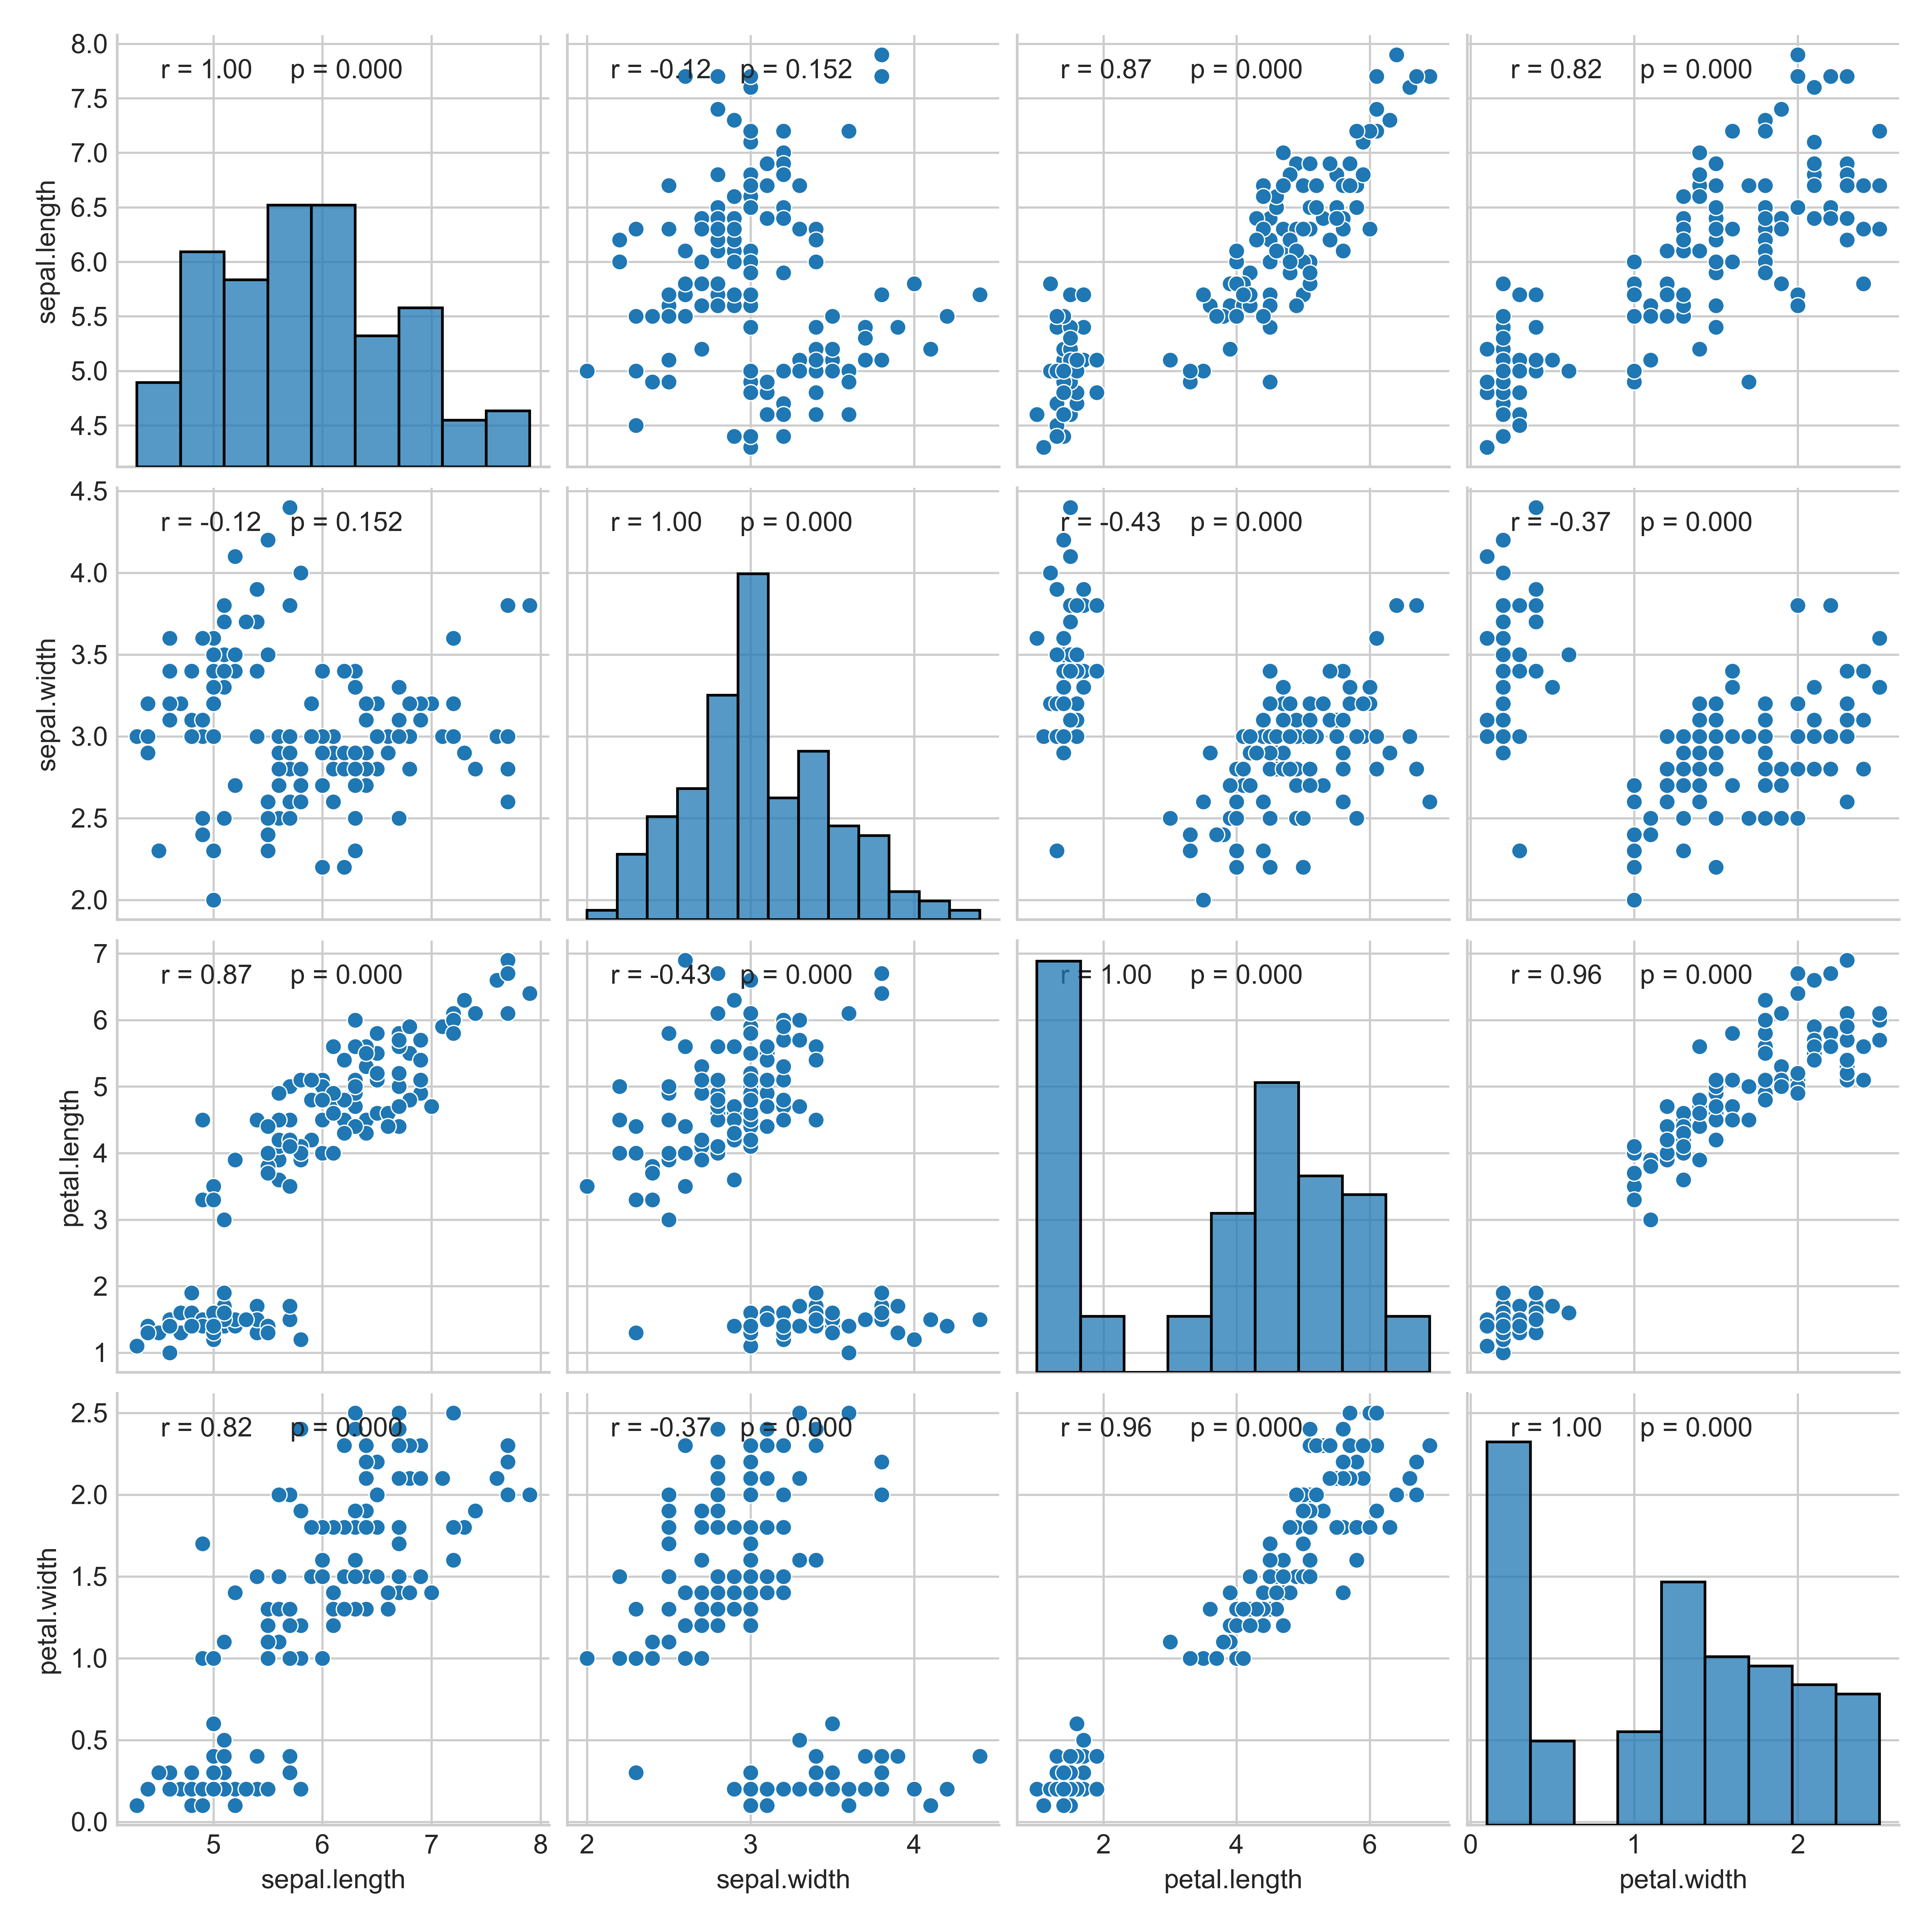 8.0
r = 1.00 p = 0.000
r = -0.12 p = 0.152
r = 0.87 p = 0.000
r = 0.82 p = 0.000
7.5
7.0
6.5
6.0
5.5
5.0
4.5
sepal.length
4.5
r = -0.12 p = 0.152
r = 1.00 p = 0.000
r = -0.43 p = 0.000
r = -0.37 p = 0.000
4.0
3.5
3.0
2.5
2.0
sepal.width
7
r = 0.87 p = 0.000
r = -0.43 p = 0.000
r = 1.00 p = 0.000
r = 0.96 p = 0.000
6
5
4
3
2
1
petal.length
2.5
r = 0.82 p = 0.000
r = -0.37 p = 0.000
r = 0.96 p = 0.000
r = 1.00 p = 0.000
2.0
1.5
1.0
0.5
0.0
petal.width
5 6 7 8
2 3 4
2 4 6
0 1 2
sepal.length
sepal.width
petal.length
petal.width